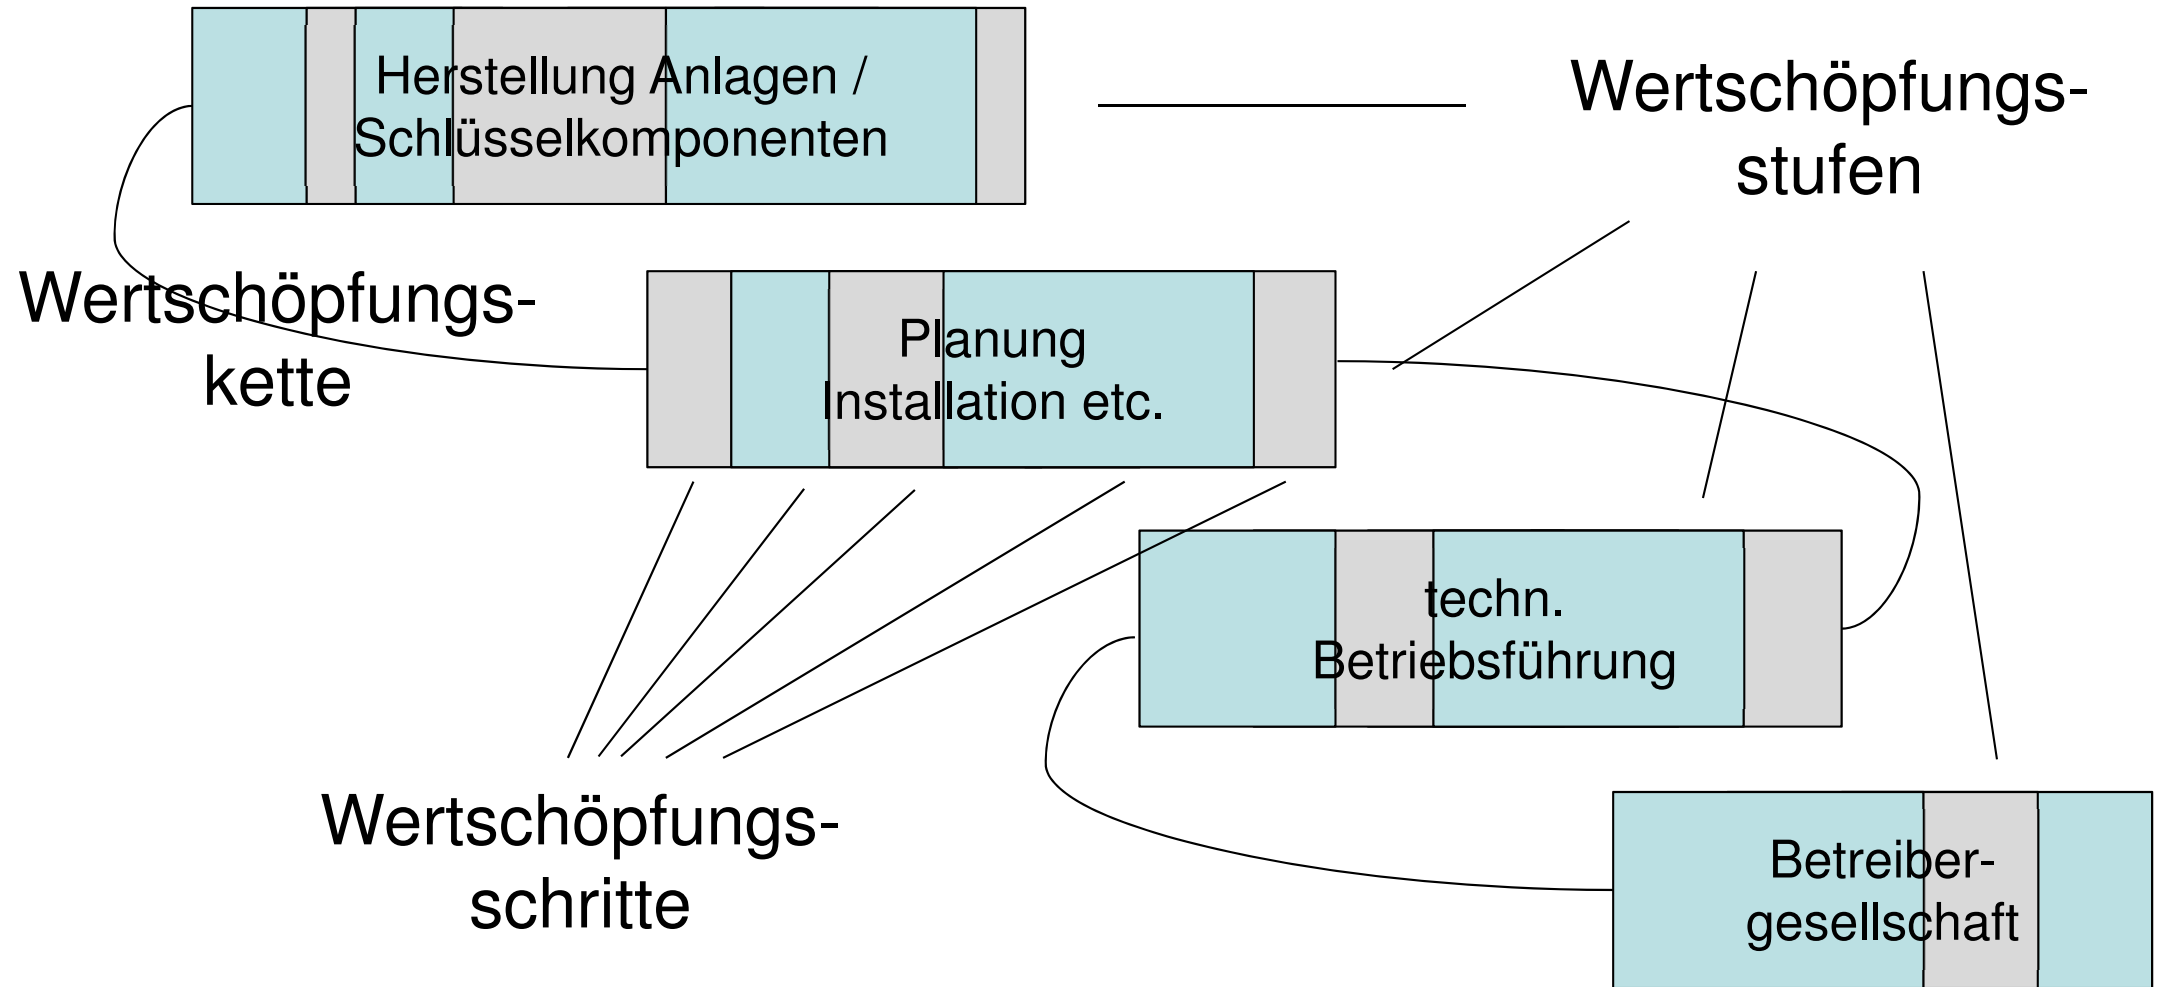 Herstellung Anlagen /
Schlüsselkomponenten
Wertschöpfungs-
stufen
Wertschöpfungs-
kette
Planung
Installation etc.
techn.
Betriebsführung
Wertschöpfungs-
schritte
Betreiber-
gesellschaft